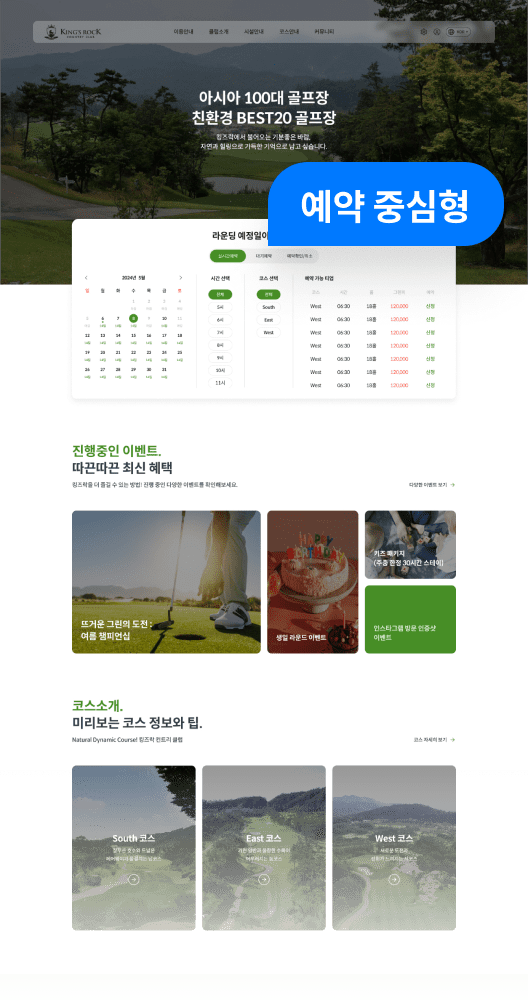 KING'S ROCK
COUNTRY CLUB
이용안내 클럽소개 시설안내 코스안내 커뮤니티
아시아 100대 골프장
친환경 BEST20 골프장
킹즈락에서 불어오는 기분좋은 바람,
자연과 힐링으로 가득한 기억으로 남고 싶습니다.
예약 중심형
라운딩 예정일이
실시간예약 대기예약 예약확인/취소
2024년 5월
일 월 화 수 목 금 토
1 2 3 4
5 6 7 8 9 10 11
22 13 14 15 16 17 18
19 20 21 22 23 24 25
26 27 28 29 30 31
시간 선택
전체
5시
6시
7시
8시
9시
10시
11시
코스 선택
전체
South
East
West
예약 가능 티업
코스 시간 홀 그린피 예약
West 06:30 18홀 120,000 신청
West 06:30 18홀 120,000 신청
West 06:30 18홀 120,000 신청
West 06:30 18홀 120,000 신청
West 06:30 18홀 120,000 신청
West 06:30 18홀 120,000 신청
West 06:30 18홀 120,000 신청
진행중인 이벤트.
따끈따끈 최신 혜택
킹즈락을 더 즐길 수 있는 방법! 진행 중인 다양한 이벤트를 확인해보세요.
다양한 이벤트 보기 →
뜨거운 그린의 도전 :
여름 챔피언십
HAPPY
BIRTHDAY
생일 라운드 이벤트
키즈 패키지
(주중 한정 30시간 스테이)
인스타그램 방문 인증샷
이벤트
코스소개.
미리보는 코스 정보와 팁.
Natural Dynamic Course! 킹즈락 컨트리 클럽
코스 자세히 보기 →
South 코스
East 코스
West 코스